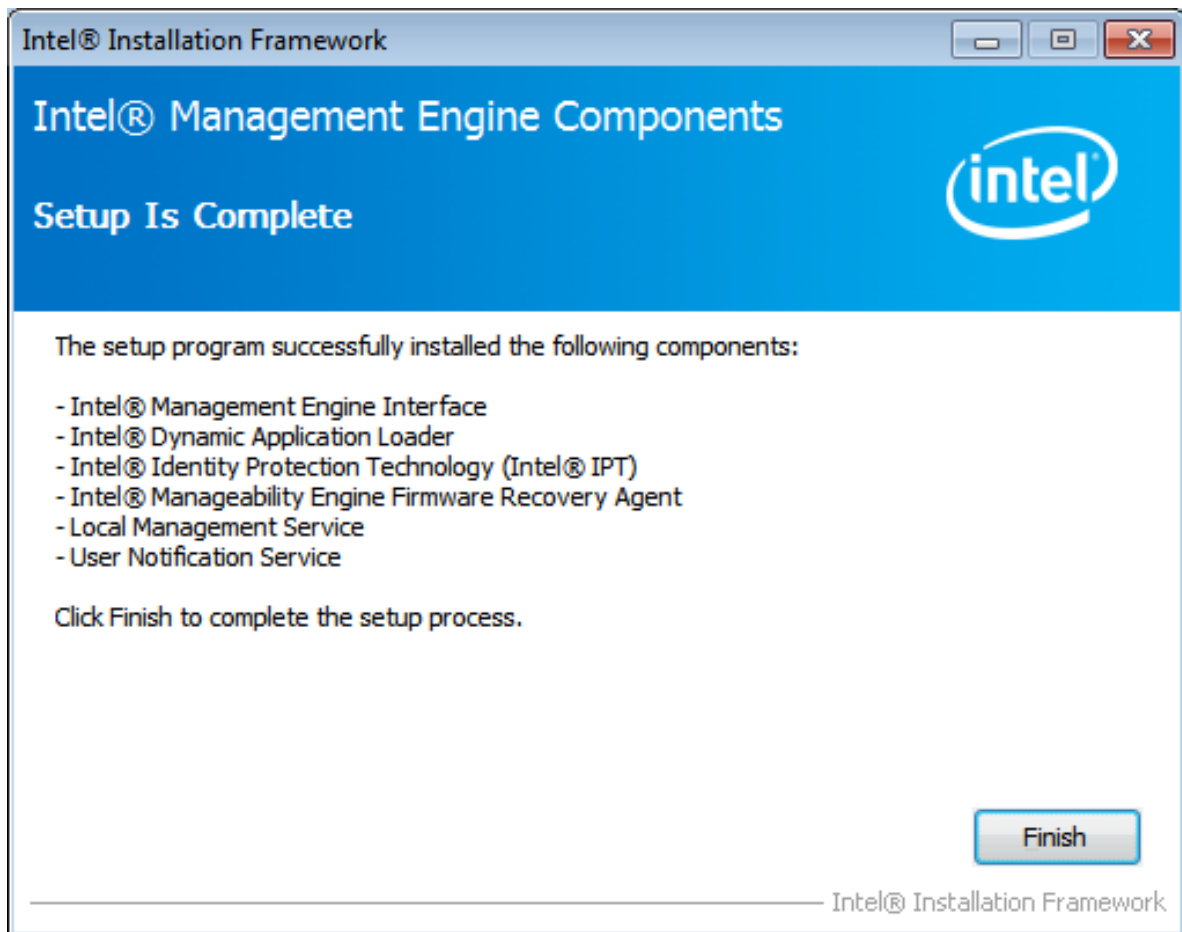 Intel® Installation Framework
Intel® Management Engine Components
intel®
Setup Is Complete
The setup program successfully installed the following components:
- Intel® Management Engine Interface
- Intel® Dynamic Application Loader
- Intel® Identity Protection Technology (Intel® IPT)
- Intel® Manageability Engine Firmware Recovery Agent
- Local Management Service
- User Notification Service
Click Finish to complete the setup process.
Finish
Intel® Installation Framework